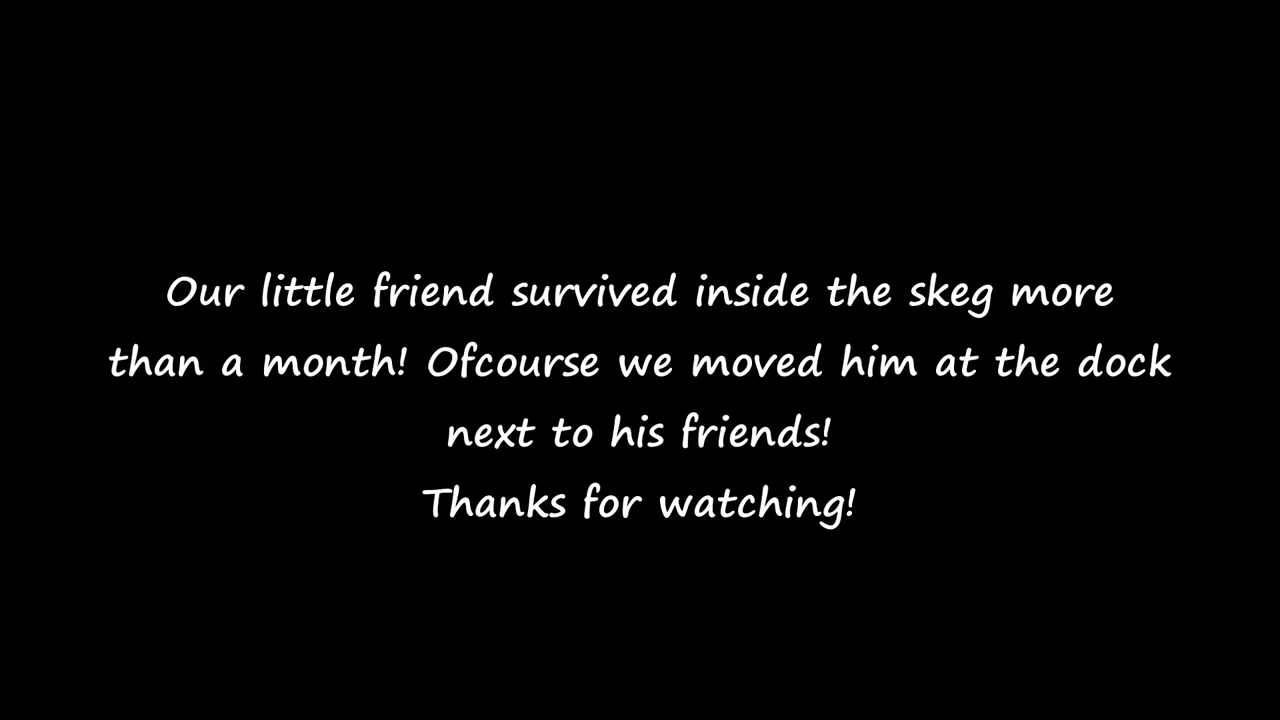 Our little friend survived inside the skeg more
than a month! Ofcourse we moved him at the dock
next to his friends!
Thanks for watching!